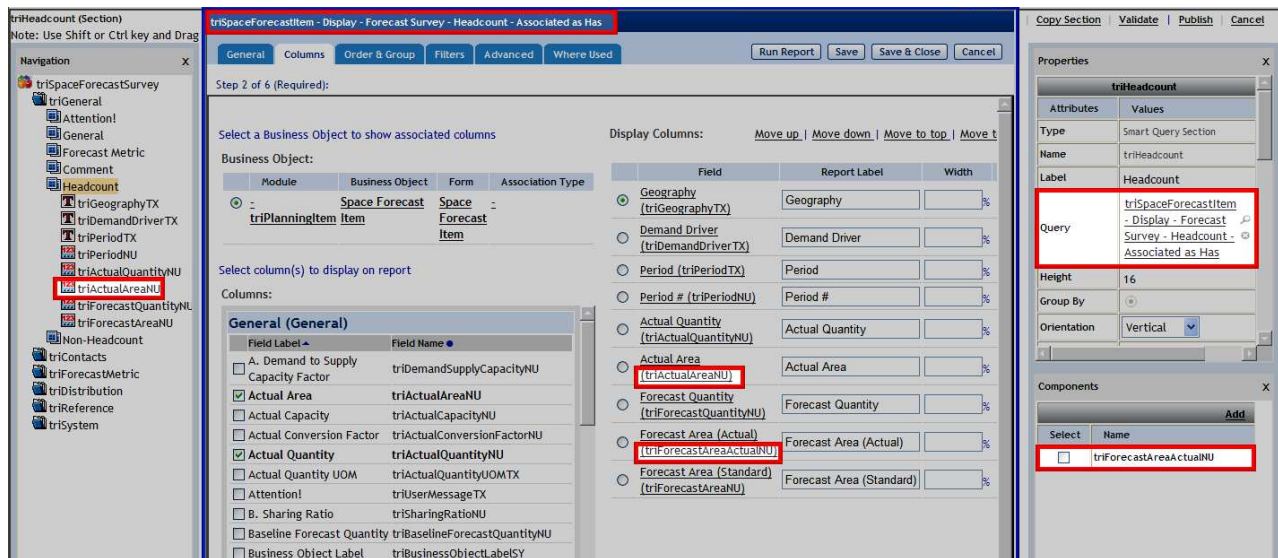 triHeadcount (Section)
Note: Use Shift or Ctrl key and Drag
Navigation x
triSpaceForecastSurvey
triGeneral
Attention!
General
Forecast Metric
Comment
Headcount
triGeographyTX
triDemandDriverTX
triPeriodTX
triPeriodNU
triActualQuantityNU
triActualAreaNU
triForecastQuantityNU
triForecastAreaNU
Non-Headcount
triContacts
triForecastMetric
triDistribution
triReference
triSystem
triSpaceForecastItem - Display - Forecast Survey - Headcount - Associated as Has
General Columns Order & Group Filters Advanced Where Used
Run Report Save Save & Close Cancel
Step 2 of 6 (Required):
Select a Business Object to show associated columns
Business Object:
Module Business Object Form Association Type
- triPlanningItem Space Forecast Item Space Forecast Item -
Select column(s) to display on report
Columns:
General (General)
Field Label Field Name
A. Demand to Supply Capacity Factor triDemandSupplyCapacityNU
Actual Area triActualAreaNU
Actual Capacity triActualCapacityNU
Actual Conversion Factor triActualConversionFactorNU
Actual Quantity triActualQuantityNU
Actual Quantity UOM triActualQuantityUOMTX
Attention! triUserMessageTX
B. Sharing Ratio triSharingRatioNU
Baseline Forecast Quantity triBaselineForecastQuantityNU
Business Object Label triBusinessObjectLabelSY
Display Columns: Move up | Move down | Move to top | Move t
Field Report Label Width
Geography (triGeographyTX) Geography %
Demand Driver (triDemandDriverTX) Demand Driver %
Period (triPeriodTX) Period %
Period # (triPeriodNU) Period # %
Actual Quantity (triActualQuantityNU) Actual Quantity %
Actual Area (triActualAreaNU) Actual Area %
Forecast Quantity (triForecastQuantityNU) Forecast Quantity %
Forecast Area (Actual) (triForecastAreaActualNU) Forecast Area (Actual) %
Forecast Area (Standard) (triForecastAreaNU) Forecast Area (Standard) %
Copy Section | Validate | Publish | Cancel
Properties x
triHeadcount
Attributes Values
Type Smart Query Section
Name triHeadcount
Label Headcount
Query triSpaceForecastItem - Display - Forecast Survey - Headcount - Associated as Has
Height 16
Group By
Orientation Vertical
Components x
Add
Select Name
triForecastAreaActualNU